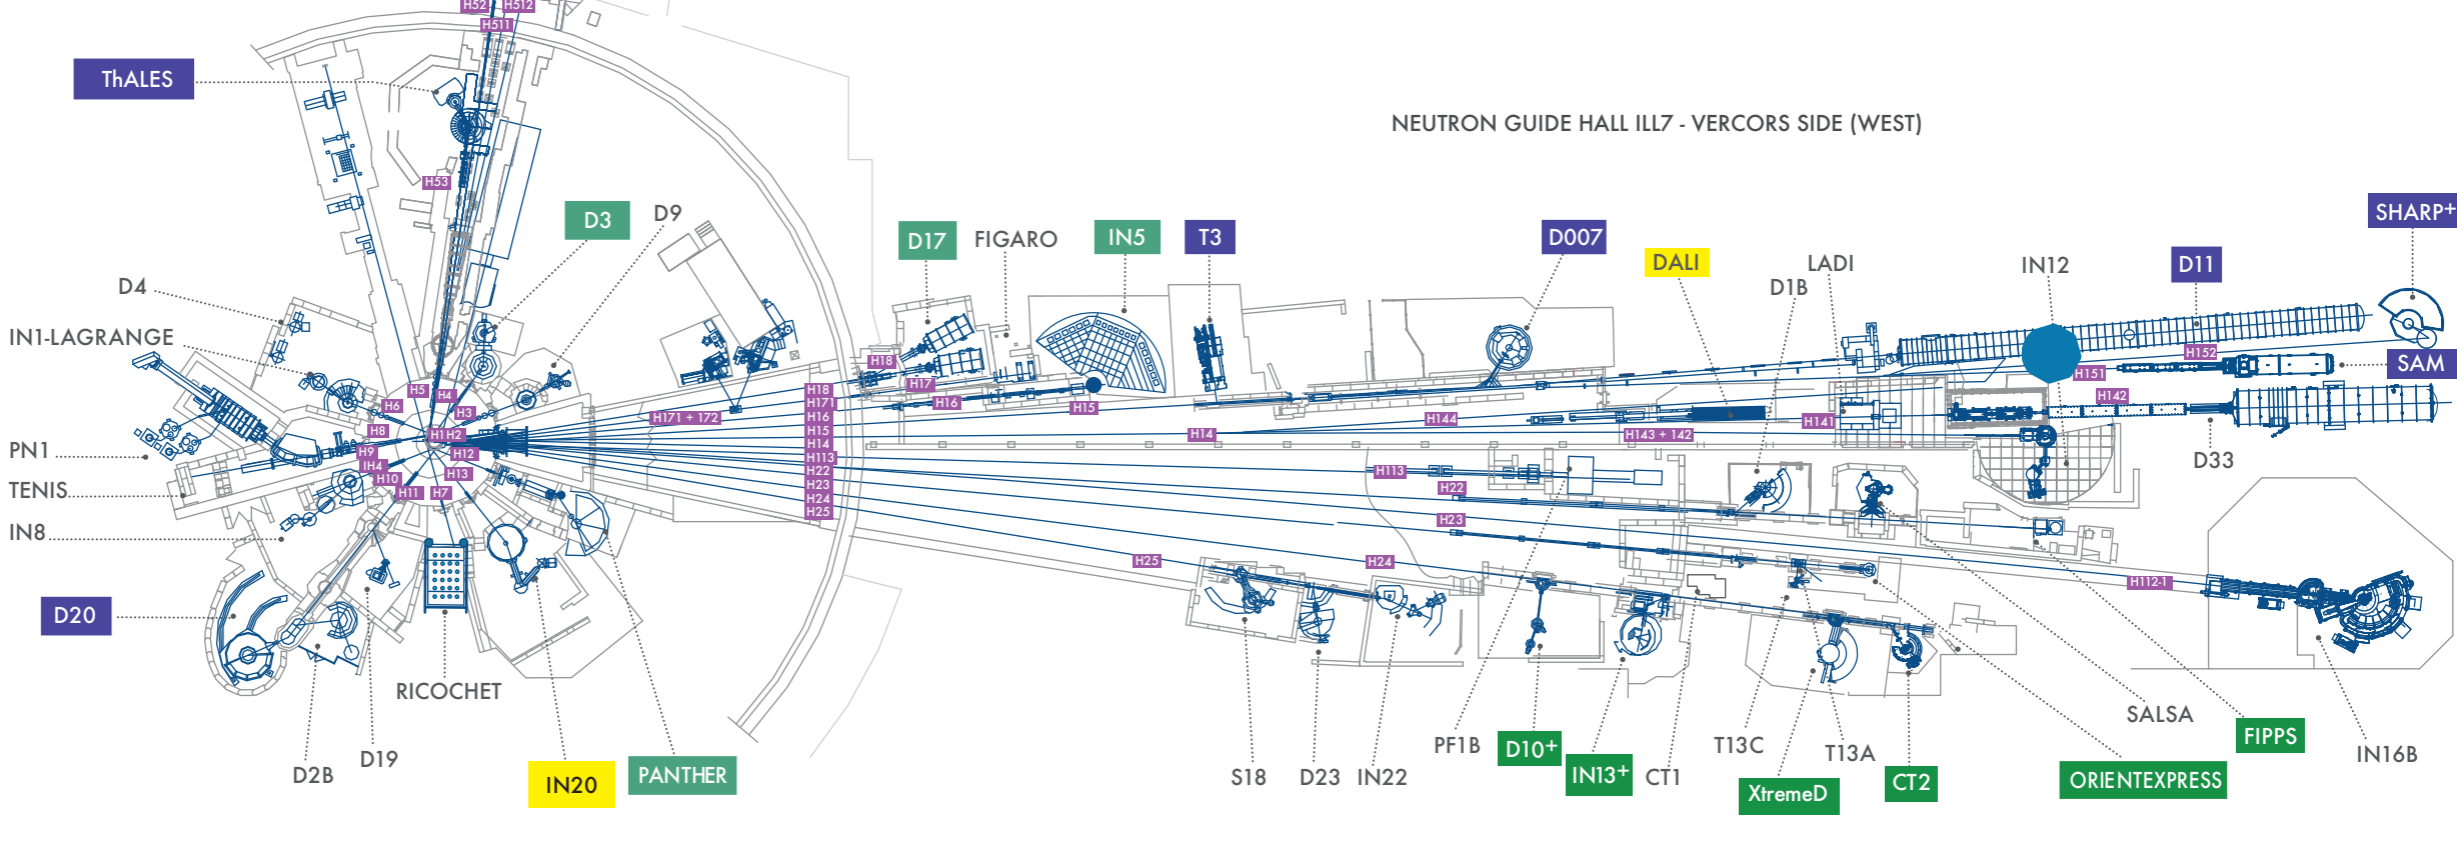 H52
H512
H511
ThALES
NEUTRON GUIDE HALL ILL7 - VERCORS SIDE (WEST)
H53
D3
D9
D17
FIGARO
IN5
T3
D007
DALI
D1B
LADI
IN12
D11
SHARP+
D4
IN1-LAGRANGE
H18
H17
H16
H15
H152
H151
SAM
H142
H5
H4
H6
H3
H8
H1
H2
H171 + 172
H18
H171
H16
H15
H14
H113
H22
H23
H24
H25
H14
H144
H143 + 142
H141
D33
PN1
H9
IH4
H10
H11
H12
H13
H7
TENIS
IN8
H113
H22
H23
H25
H24
H112-1
D20
RICOCHET
D2B
D19
IN20
PANTHER
S18
D23
IN22
PF1B
D10+
IN13+
CT1
T13C
XtremeD
T13A
CT2
SALSA
FIPPS
ORIENTEXPRESS
IN16B